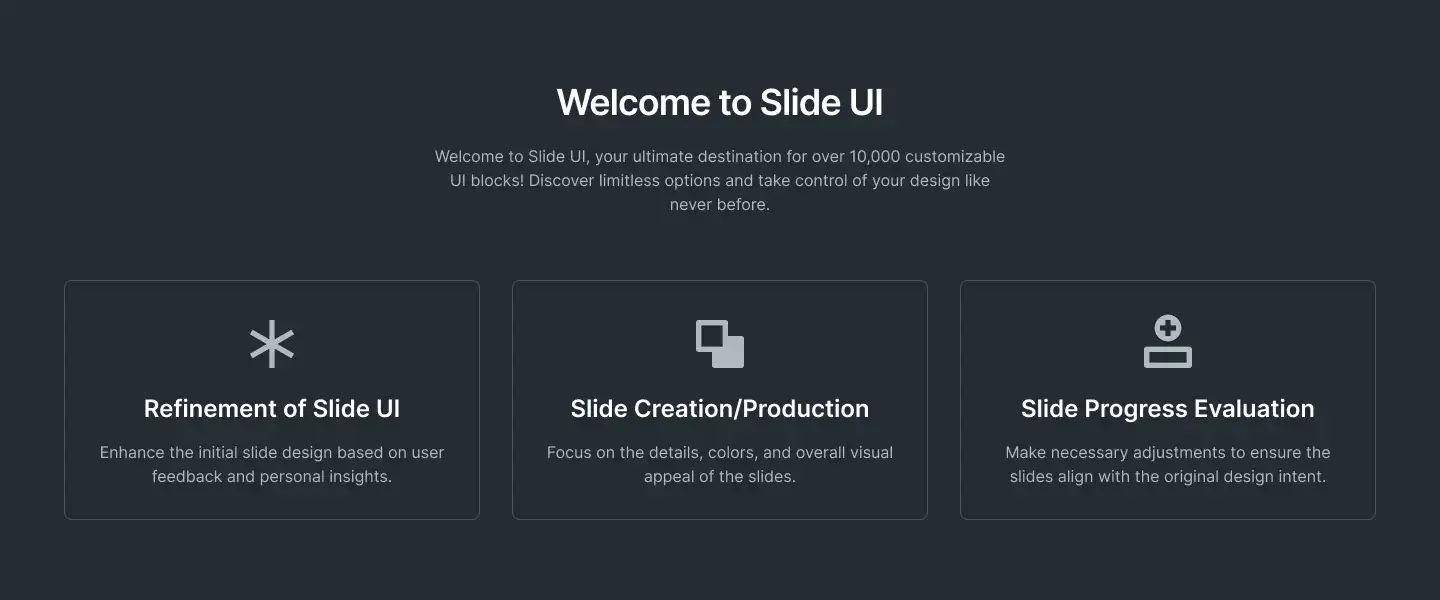 Welcome to Slide UI
Welcome to Slide UI, your ultimate destination for over 10,000 customizable
UI blocks! Discover limitless options and take control of your design like
never before.
Refinement of Slide UI
Enhance the initial slide design based on user
feedback and personal insights.
Slide Creation/Production
Focus on the details, colors, and overall visual
appeal of the slides.
Slide Progress Evaluation
Make necessary adjustments to ensure the
slides align with the original design intent.